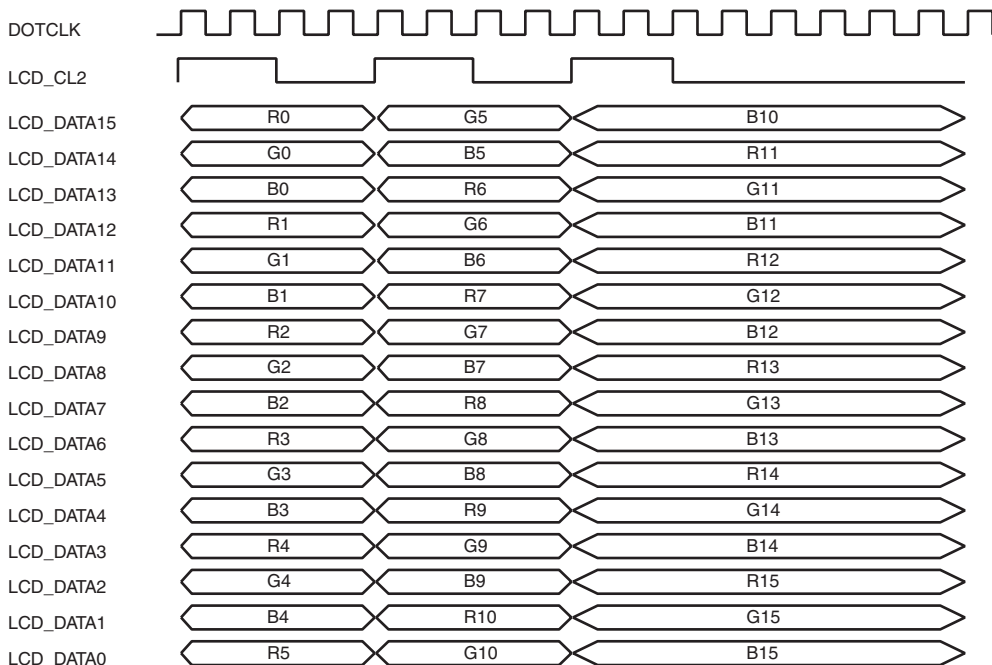 DOTCLK
LCD_CL2
LCD_DATA15 R0 G5 B10
LCD_DATA14 G0 B5 R11
LCD_DATA13 B0 R6 G11
LCD_DATA12 R1 G6 B11
LCD_DATA11 G1 B6 R12
LCD_DATA10 B1 R7 G12
LCD_DATA9 R2 G7 B12
LCD_DATA8 G2 B7 R13
LCD_DATA7 B2 R8 G13
LCD_DATA6 R3 G8 B13
LCD_DATA5 G3 B8 R14
LCD_DATA4 B3 R9 G14
LCD_DATA3 R4 G9 B14
LCD_DATA2 G4 B9 R15
LCD_DATA1 B4 R10 G15
LCD_DATA0 R5 G10 B15